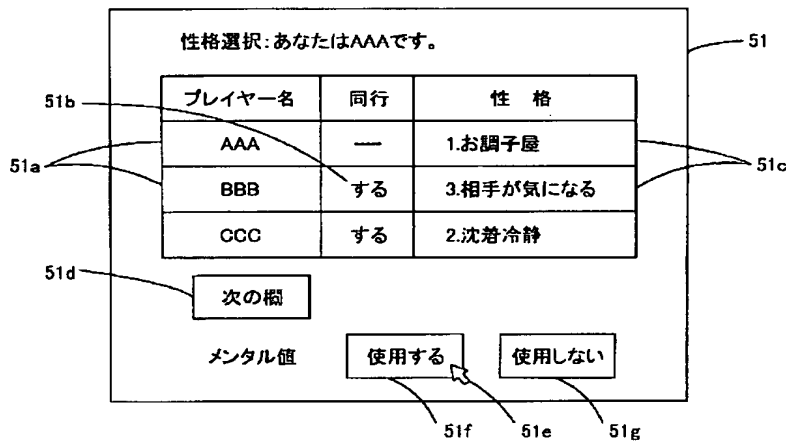 性格選択:あなたはAAAです。
51
51b
プレイヤー名 同行 性 格
AAA — 1.お調子屋
51a
51c
BBB する 3.相手が気になる
CCC する 2.沈着冷静
51d
次の欄
メンタル値 使用する 使用しない
51f 51e 51g